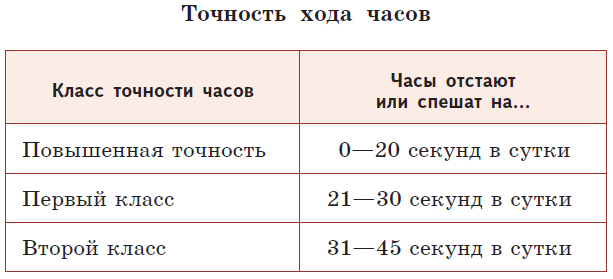 Точность хода часов
Класс точности часов
Часы отстают
или спешат на...
Повышенная точность
0—20 секунд в сутки
Первый класс
21—30 секунд в сутки
Второй класс
31—45 секунд в сутки